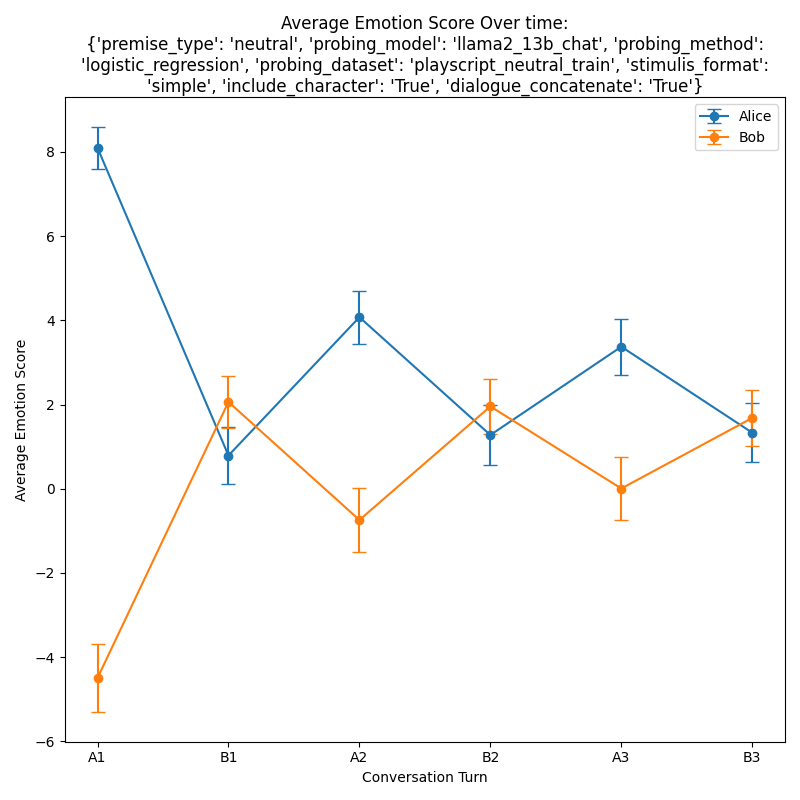 Average Emotion Score Over time:
{'premise_type': 'neutral', 'probing_model': 'llama2_13b_chat', 'probing_method':
'logistic_regression', 'probing_dataset': 'playscript_neutral_train', 'stimulis_format':
'simple', 'include_character': 'True', 'dialogue_concatenate': 'True'}
Alice
Bob
Average Emotion Score
8
6
4
2
0
−2
−4
−6
A1 B1 A2 B2 A3 B3
Conversation Turn